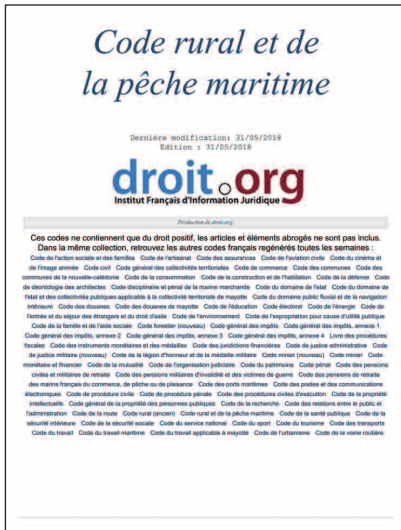 Code rural et de
la pêche maritime
Dernière modification: 31/05/2018
Edition : 31/05/2018
droit.org
Institut Français d'Information Juridique
Production de droit.org
Ces codes ne contiennent que du droit positif, les articles et éléments abrogés ne sont pas inclus.
Dans la même collection, retrouvez les autres codes français regénérés toutes les semaines :
Code de l'action sociale et des familles Code de l'artisanat Code des assurances Code de l'aviation civile Code du cinéma et
de l'image animée Code civil Code général des collectivités territoriales Code de commerce Code des communes Code des
communes de la nouvelle-calédonie Code de la consommation Code de la construction et de l'habitation Code de la défense Code
de déontologie des architectes Code disciplinaire et pénal de la marine marchande Code du domaine de l'etat Code du domaine de
l'etat et des collectivités publiques applicable à la collectivité territoriale de mayotte Code du domaine public fluvial et de la navigation
intérieure Code des douanes Code des douanes de mayotte Code de l'éducation Code électoral Code de l'énergie Code de
l'entrée et du séjour des étrangers et du droit d'asile Code de l'environnement Code de l'expropriation pour cause d'utilité publique
Code de la famille et de l'aide sociale Code forestier (nouveau) Code général des impôts Code général des impôts, annexe 1
Code général des impôts, annexe 2 Code général des impôts, annexe 3 Code général des impôts, annexe 4 Livre des procédures
fiscales Code des instruments monétaires et des médailles Code des juridictions financières Code de justice administrative Code
de justice militaire (nouveau) Code de la légion d'honneur et de la médaille militaire Code minier (nouveau) Code minier Code
monétaire et financier Code de la mutualité Code de l'organisation judiciaire Code du patrimoine Code pénal Code des pensions
civiles et militaires de retraite Code des pensions militaires d'invalidité et des victimes de guerre Code des pensions de retraite
des marins français du commerce, de pêche ou de plaisance Code des ports maritimes Code des postes et des communications
électroniques Code de procédure civile Code de procédure pénale Code des procédures civiles d'exécution Code de la propriété
intellectuelle Code général de la propriété des personnes publiques Code de la recherche Code des relations entre le public et
l'administration Code de la route Code rural (ancien) Code rural et de la pêche maritime Code de la santé publique Code de la
sécurité intérieure Code de la sécurité sociale Code du service national Code du sport Code du tourisme Code des transports
Code du travail Code du travail maritime Code du travail applicable à mayotte Code de l'urbanisme Code de la voirie routière